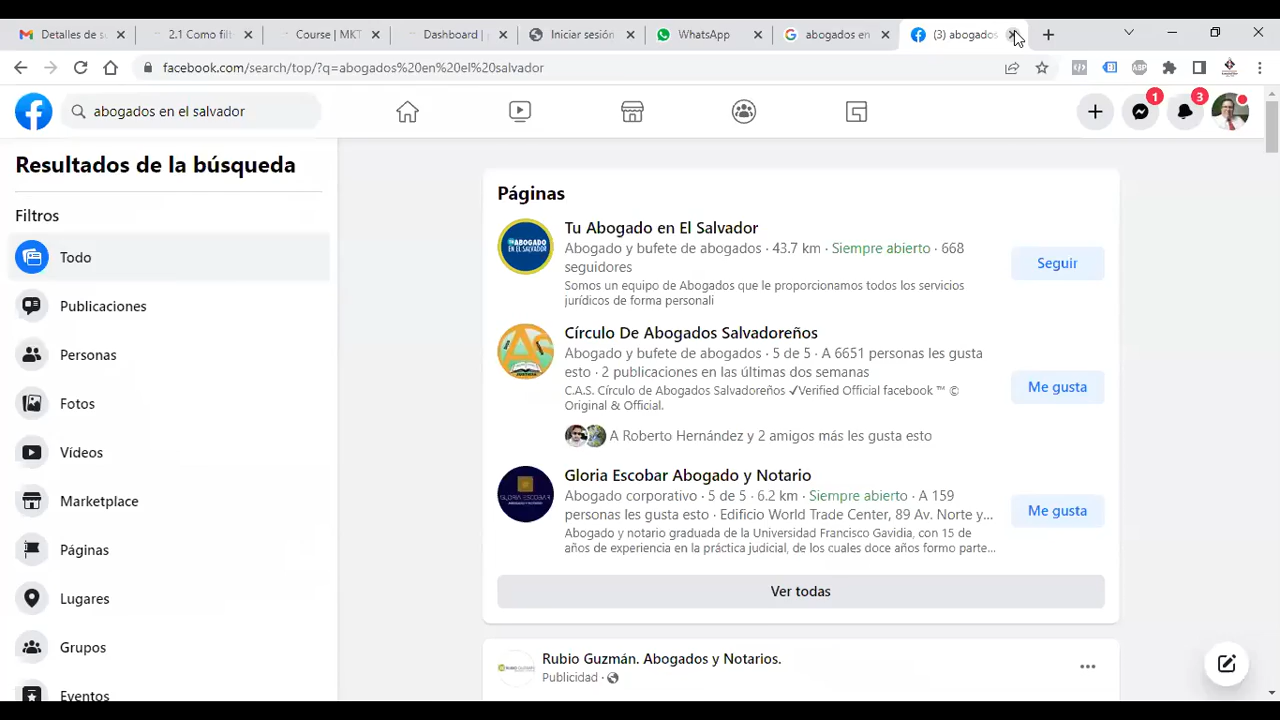 Detalles de su
2.1 Como filt
Course | MKT
Dashboard |
Iniciar sesión
WhatsApp
abogados en
(3) abogados
facebook.com/search/top/?q=abogados%20en%20el%20salvador
ABP
abogados en el salvador
1
3
Resultados de la búsqueda
Filtros
Todo
Publicaciones
Personas
Fotos
Vídeos
Marketplace
Páginas
Lugares
Grupos
Eventos
Páginas
Tu Abogado en El Salvador
Abogado y bufete de abogados · 43.7 km · Siempre abierto · 668
seguidores
Somos un equipo de Abogados que le proporcionamos todos los servicios
jurídicos de forma personali
Seguir
Círculo De Abogados Salvadoreños
Abogado y bufete de abogados · 5 de 5 · A 6651 personas les gusta
esto · 2 publicaciones en las últimas dos semanas
C.A.S. Círculo de Abogados Salvadoreños ✓Verified Official facebook ™ ©
Original & Official.
A Roberto Hernández y 2 amigos más les gusta esto
Me gusta
Gloria Escobar Abogado y Notario
Abogado corporativo · 5 de 5 · 6.2 km · Siempre abierto · A 159
personas les gusta esto · Edificio World Trade Center, 89 Av. Norte y...
Abogado y notario graduada de la Universidad Francisco Gavidia, con 15 de
años de experiencia en la práctica judicial, de los cuales doce años formo parte...
Me gusta
Ver todas
Rubio Guzmán. Abogados y Notarios.
Publicidad ·